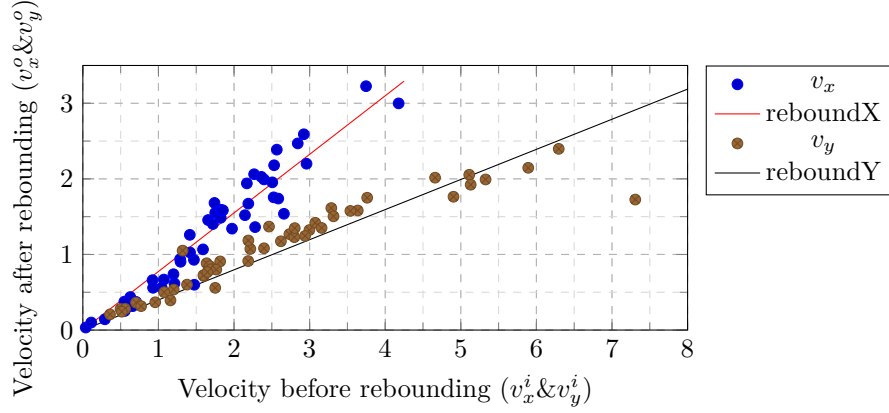 Velocity after rebounding (v_x^o&v_y^o)
3
2
1
0
0 1 2 3 4 5 6 7 8
Velocity before rebounding (v_x^i&v_y^i)
v_x
reboundX
v_y
reboundY